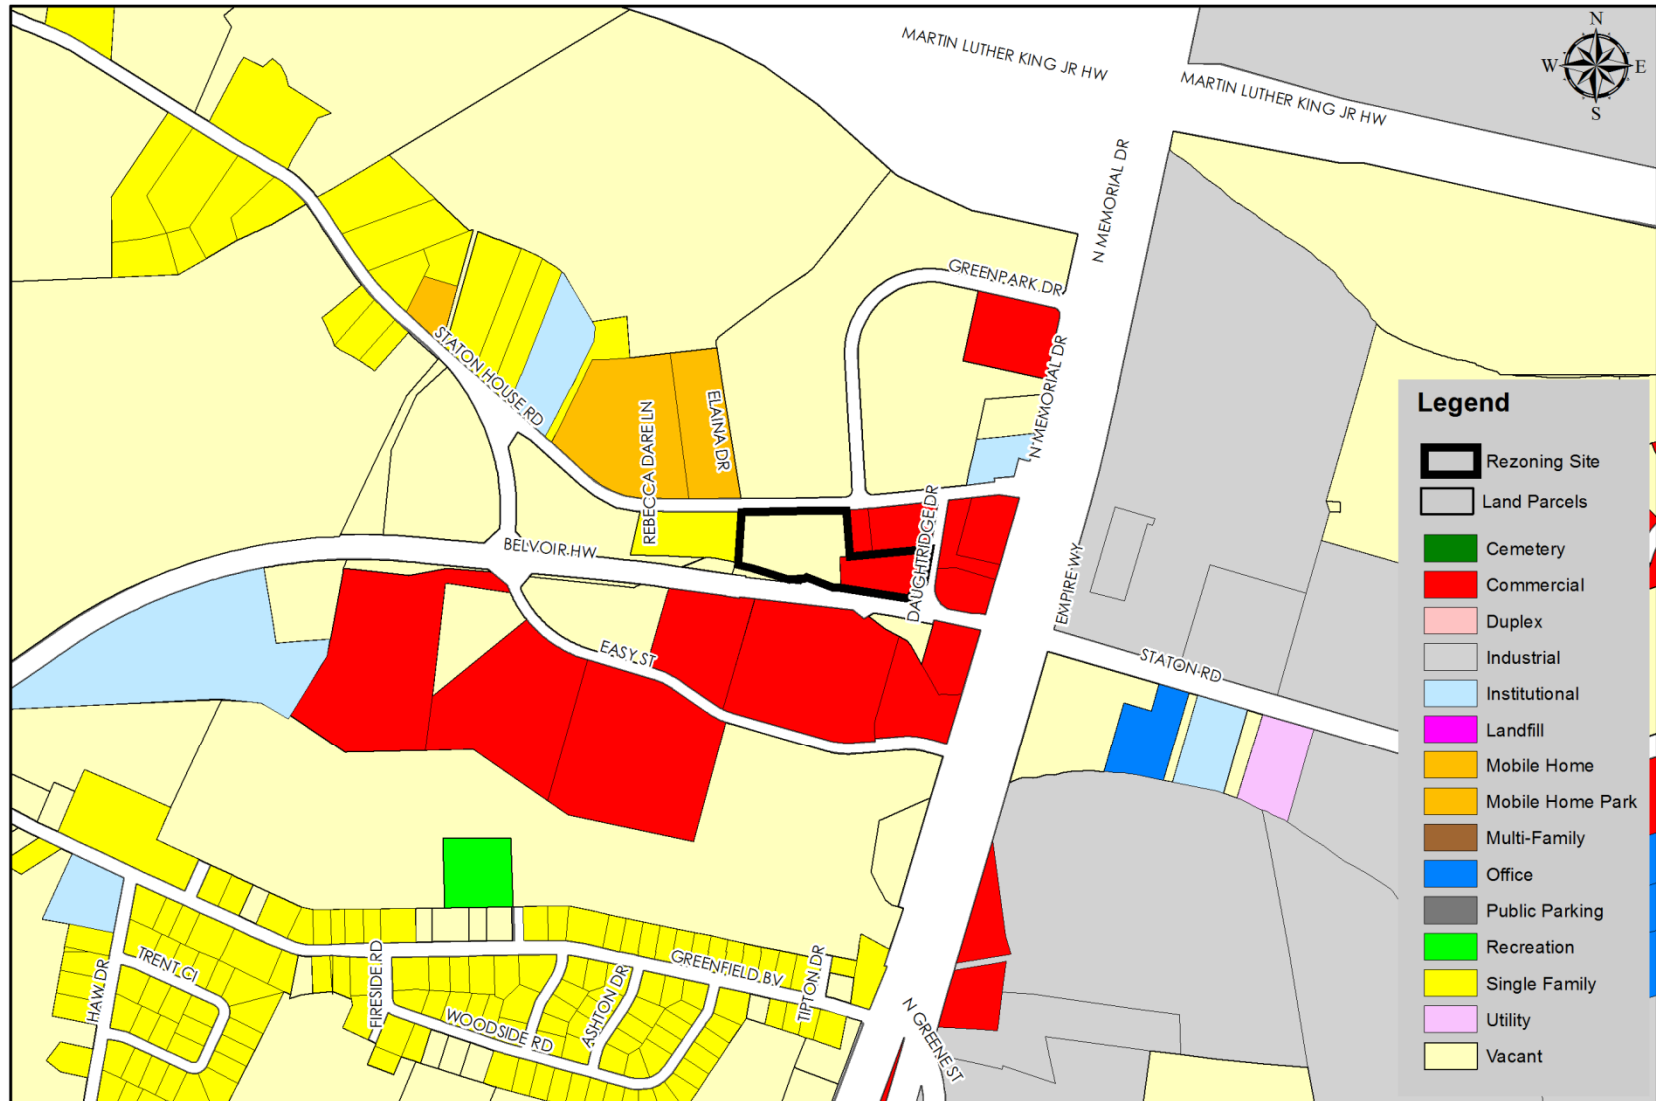 MARTIN LUTHER KING JR HW
MARTIN LUTHER KING JR HW
N
W
E
S
N MEMORIAL DR
GREENPARK DR
N MEMORIAL DR
STATON HOUSE RD
REBECCA DARE LN
ELAINA DR
DAUGHTRIDGE DR
BELVOIR HW
EMPIRE WY
EASY ST
STATON RD
HAW DR
TRENT CI
FIRESIDE RD
WOODSIDE RD
ASHTON DR
GREENFIELD BV
TIPTON DR
N GREENE ST
Legend
Rezoning Site
Land Parcels
Cemetery
Commercial
Duplex
Industrial
Institutional
Landfill
Mobile Home
Mobile Home Park
Multi-Family
Office
Public Parking
Recreation
Single Family
Utility
Vacant